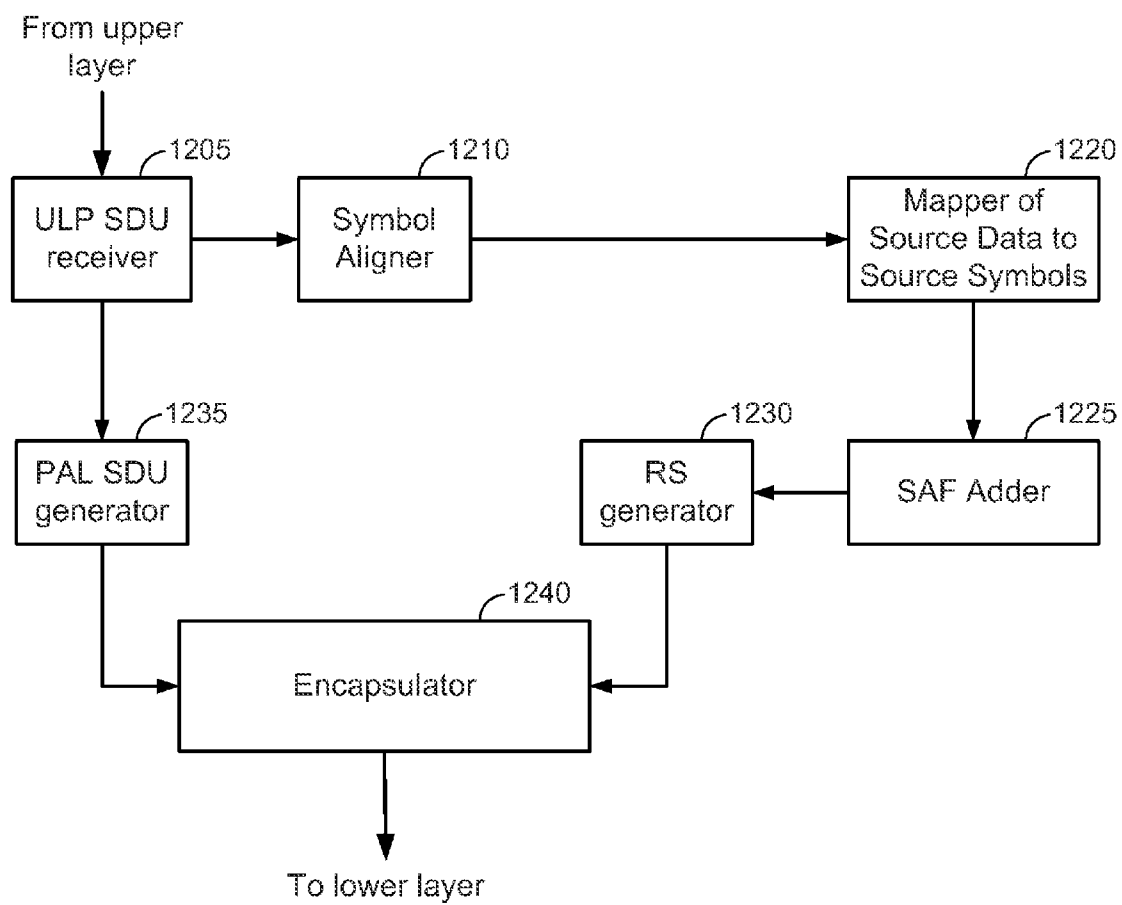 From upper
layer
1205
1210
1220
ULP SDU
receiver
Symbol
Aligner
Mapper of
Source Data to
Source Symbols
1235
1230
1225
PAL SDU
generator
RS
generator
SAF Adder
1240
Encapsulator
To lower layer